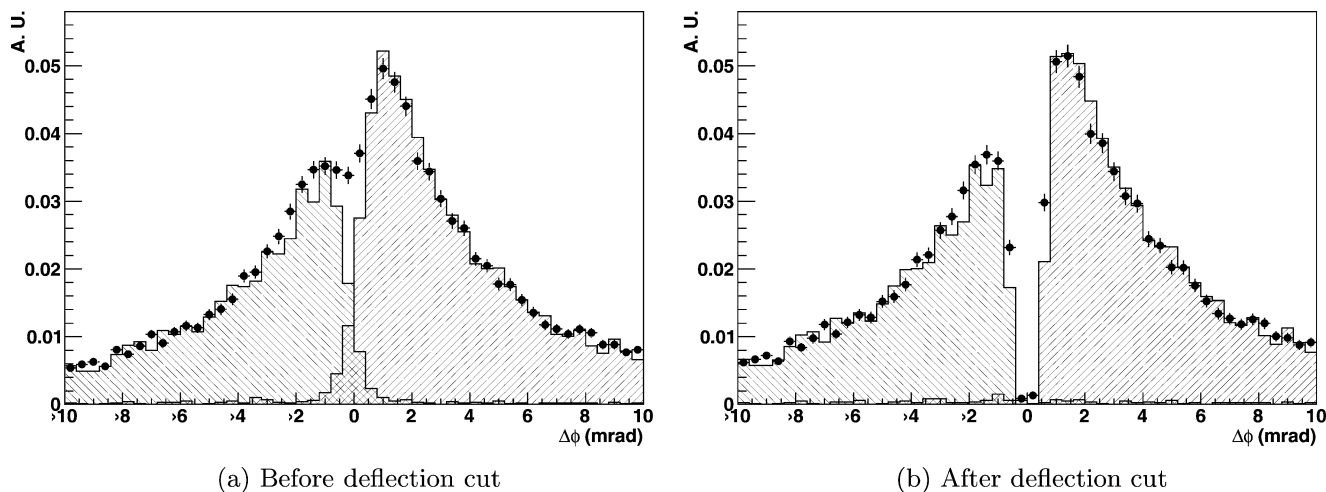 A. U.
0.05
0.04
0.03
0.02
0.01
0
›10 ›8 ›6 ›4 ›2 0 2 4 6 8 10
Δϕ (mrad)
(a) Before deflection cut
A. U.
0.05
0.04
0.03
0.02
0.01
0
›10 ›8 ›6 ›4 ›2 0 2 4 6 8 10
Δϕ (mrad)
(b) After deflection cut